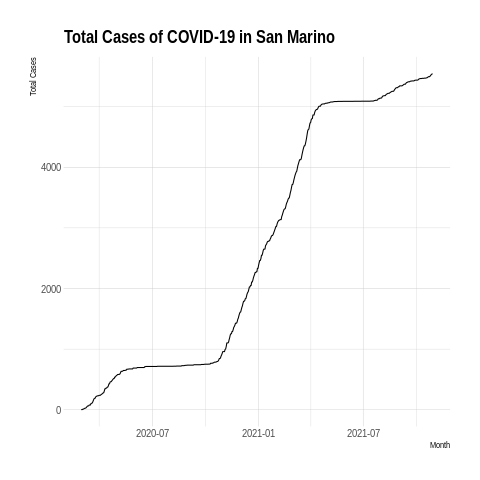 Total Cases of COVID-19 in San Marino
Total Cases
4000
2000
0
2020-07 2021-01 2021-07
Month